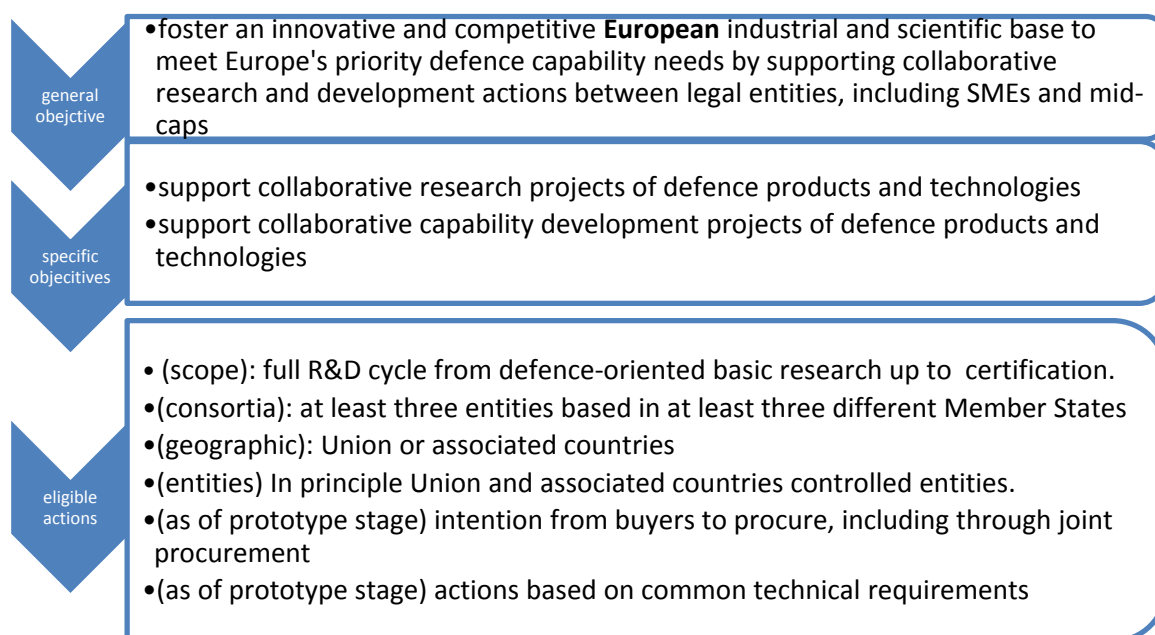 general
obejctive
•foster an innovative and competitive European industrial and scientific base to
meet Europe's priority defence capability needs by supporting collaborative
research and development actions between legal entities, including SMEs and mid-
caps
specific
objecitives
•support collaborative research projects of defence products and technologies
•support collaborative capability development projects of defence products and
technologies
eligible
actions
• (scope): full R&D cycle from defence-oriented basic research up to certification.
•(consortia): at least three entities based in at least three different Member States
•(geographic): Union or associated countries
•(entities) In principle Union and associated countries controlled entities.
•(as of prototype stage) intention from buyers to procure, including through joint
procurement
•(as of prototype stage) actions based on common technical requirements